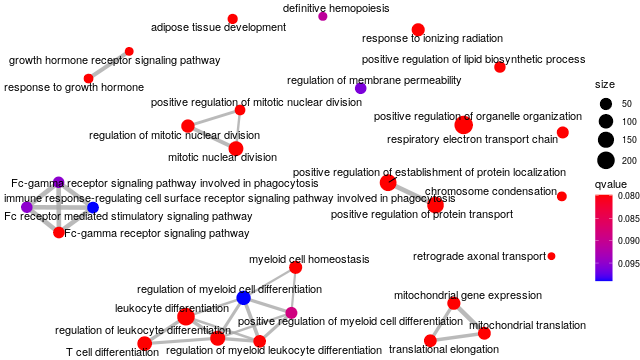 definitive hemopoiesis
adipose tissue development
response to ionizing radiation
growth hormone receptor signaling pathway
positive regulation of lipid biosynthetic process
response to growth hormone
regulation of membrane permeability
size
50
100
150
200
positive regulation of mitotic nuclear division
positive regulation of organelle organization
regulation of mitotic nuclear division
respiratory electron transport chain
mitotic nuclear division
positive regulation of establishment of protein localization
qvalue
0.080
0.085
0.090
0.095
Fc-gamma receptor signaling pathway involved in phagocytosis
chromosome condensation
immune response-regulating cell surface receptor signaling pathway involved in phagocytosis
Fc receptor mediated stimulatory signaling pathway
positive regulation of protein transport
Fc-gamma receptor signaling pathway
myeloid cell homeostasis
retrograde axonal transport
regulation of myeloid cell differentiation
mitochondrial gene expression
leukocyte differentiation
positive regulation of myeloid cell differentiation
mitochondrial translation
regulation of leukocyte differentiation
T cell differentiation
regulation of myeloid leukocyte differentiation
translational elongation